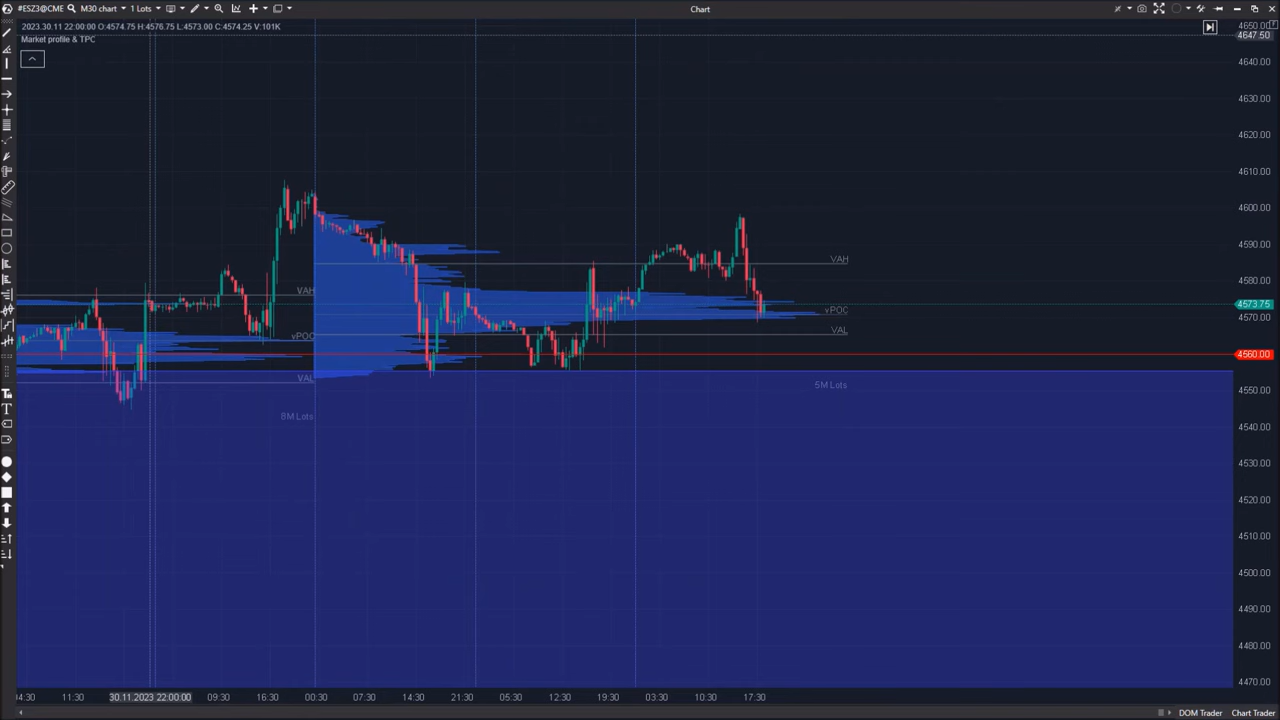 #ESZ3@CME M30 chart 1 Lots Chart
2023.30.11 22:00:00 O:4574.75 H:4576.75 L:4573.00 C:4574.25 V:101K
Market profile & TPC
4650.00
4647.50
4640.00
4630.00
4620.00
4610.00
4600.00
4590.00
VAH
4580.00
VAH
4573.75
vPOC
4570.00
VAL
vPOC
4560.00
VAL
5M Lots
4550.00
8M Lots
4540.00
4530.00
4520.00
4510.00
4500.00
4490.00
4480.00
4470.00
04:30 11:30 30.11.2023 22:00:00 09:30 16:30 00:30 07:30 14:30 21:30 05:30 12:30 19:30 03:30 10:30 17:30
DOM Trader Chart Trader